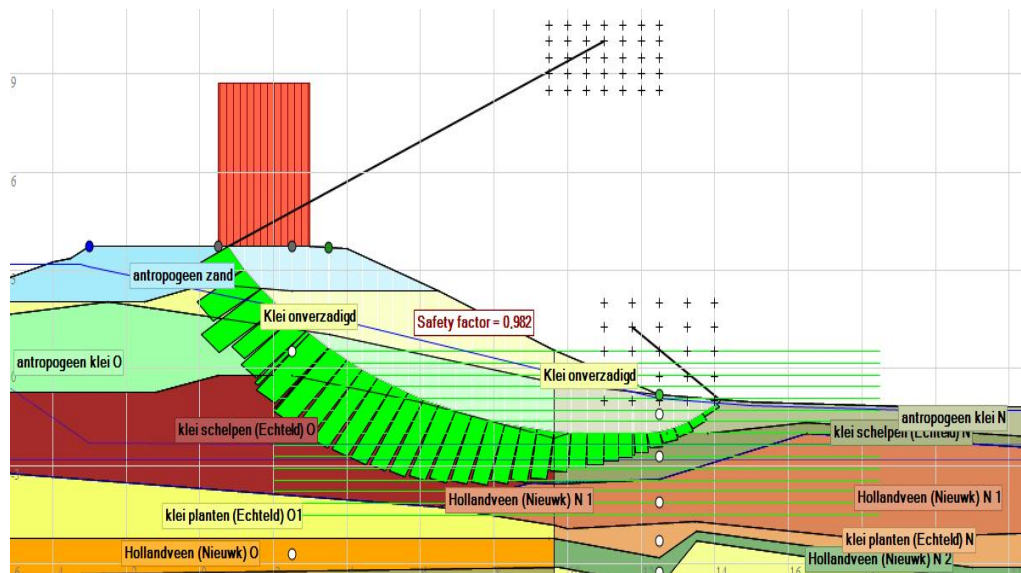 9
6
antropogeen zand
Klei onverzadigd
Safety factor = 0,982
antropogeen klei O
Klei onverzadigd
antropogeen klei N
klei schelpen (Echteld) O
klei schelpen (Echteld) N
Hollandveen (Nieuwk) N 1
Hollandveen (Nieuwk) N 1
klei planten (Echteld) O1
klei planten (Echteld) N
Hollandveen (Nieuwk) O
Hollandveen (Nieuwk) N 2